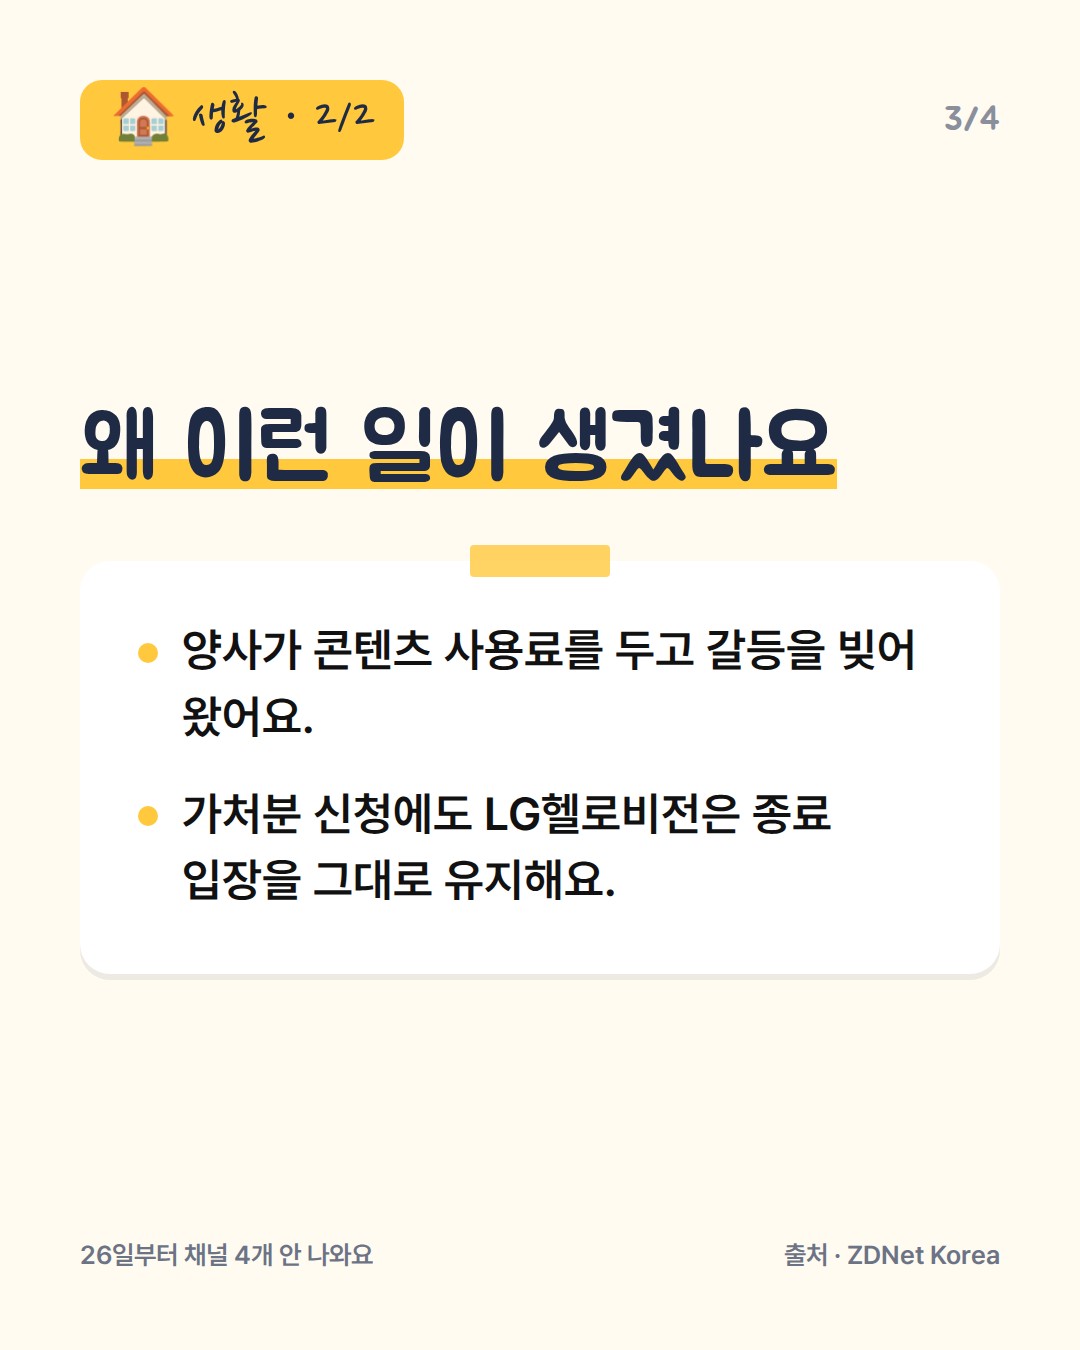 생활 · 2/2
3/4
왜 이런 일이 생겼나요
양사가 콘텐츠 사용료를 두고 갈등을 빚어
왔어요.
가처분 신청에도 LG헬로비전은 종료
입장을 그대로 유지해요.
26일부터 채널 4개 안 나와요
출처 · ZDNet Korea